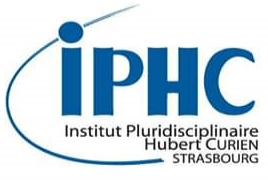 iPHC
Institut Pluridisciplinaire
Hubert CURIEN
STRASBOURG